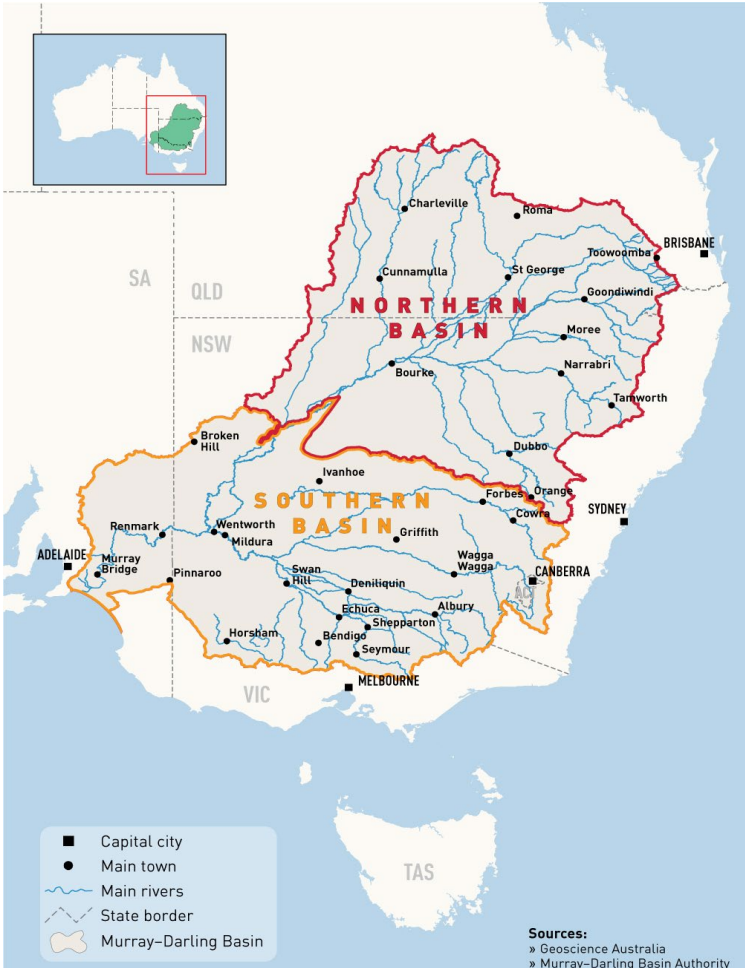 Charleville
Roma
BRISBANE
Toowoomba
Cunnamulla
St George
SA
QLD
Goondiwindi
NORTHERN
BASIN
NSW
Moree
Bourke
Narrabri
Tamworth
Broken
Hill
Dubbo
Ivanhoe
SOUTHERN
BASIN
Forbes
Orange
Cowra
SYDNEY
Renmark
Wentworth
Mildura
Griffith
ADELAIDE
Murray
Bridge
Pinnaroo
Swan
Hill
Wagga
Wagga
CANBERRA
ACT
Deniliquin
Echuca
Albury
Shepparton
Horsham
Bendigo
Seymour
VIC
MELBOURNE
TAS
Capital city
Main town
Main rivers
State border
Murray–Darling Basin
Sources:
» Geoscience Australia
» Murray–Darling Basin Authority